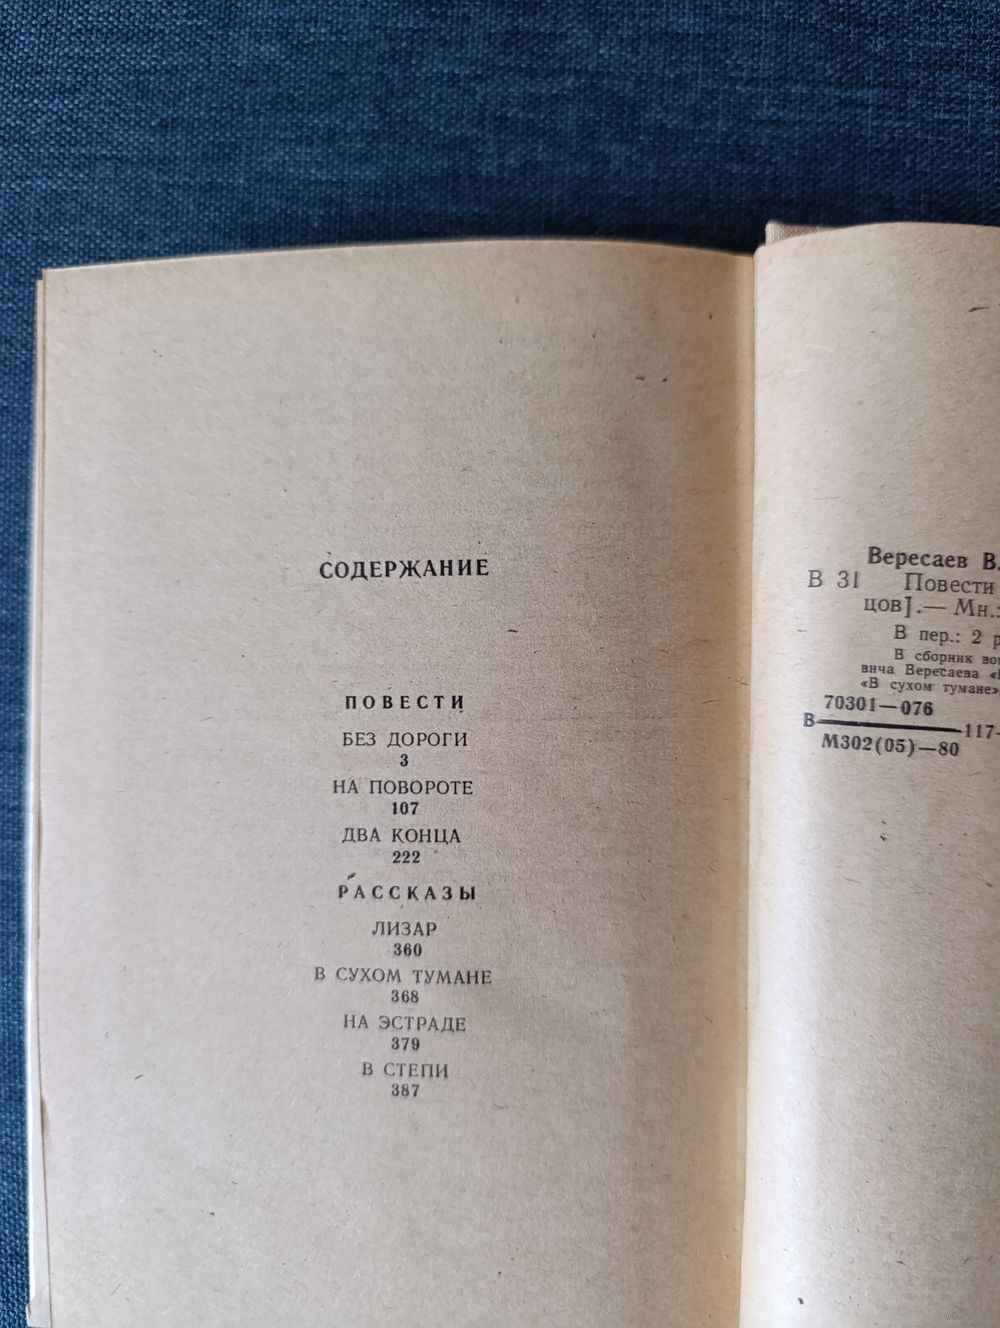 СОДЕРЖАНИЕ
ПОВЕСТИ
БЕЗ ДОРОГИ
3
НА ПОВОРОТЕ
107
ДВА КОНЦА
222
РАССКАЗЫ
ЛИЗАР
360
В СУХОМ ТУМАНЕ
368
НА ЭСТРАДЕ
379
В СТЕПИ
387
Вересаев В.
В 31 Повести
цов].— Мн.:
В пер.: 2 р
В сборник
вича Вересаева
«В сухом тумане»
70301—076
В 117-
М302(05)—80